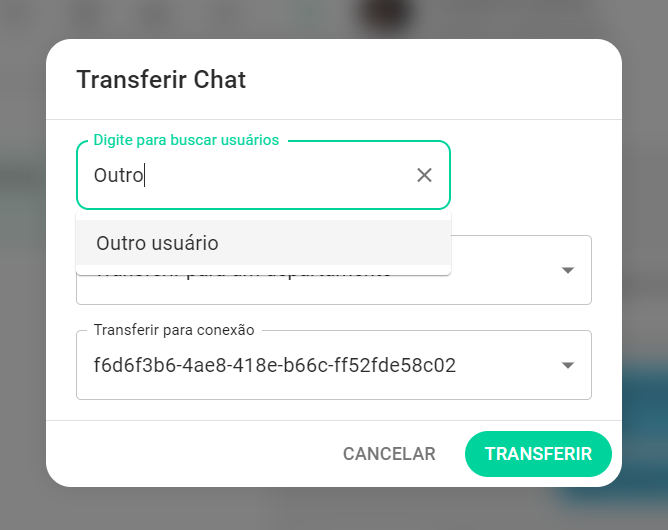 Transferir Chat
Digite para buscar usuários
Outro
Outro usuário
Transferir para um departamento
Transferir para conexão
f6d6f3b6-4ae8-418e-b66c-ff52fde58c02
CANCELAR
TRANSFERIR